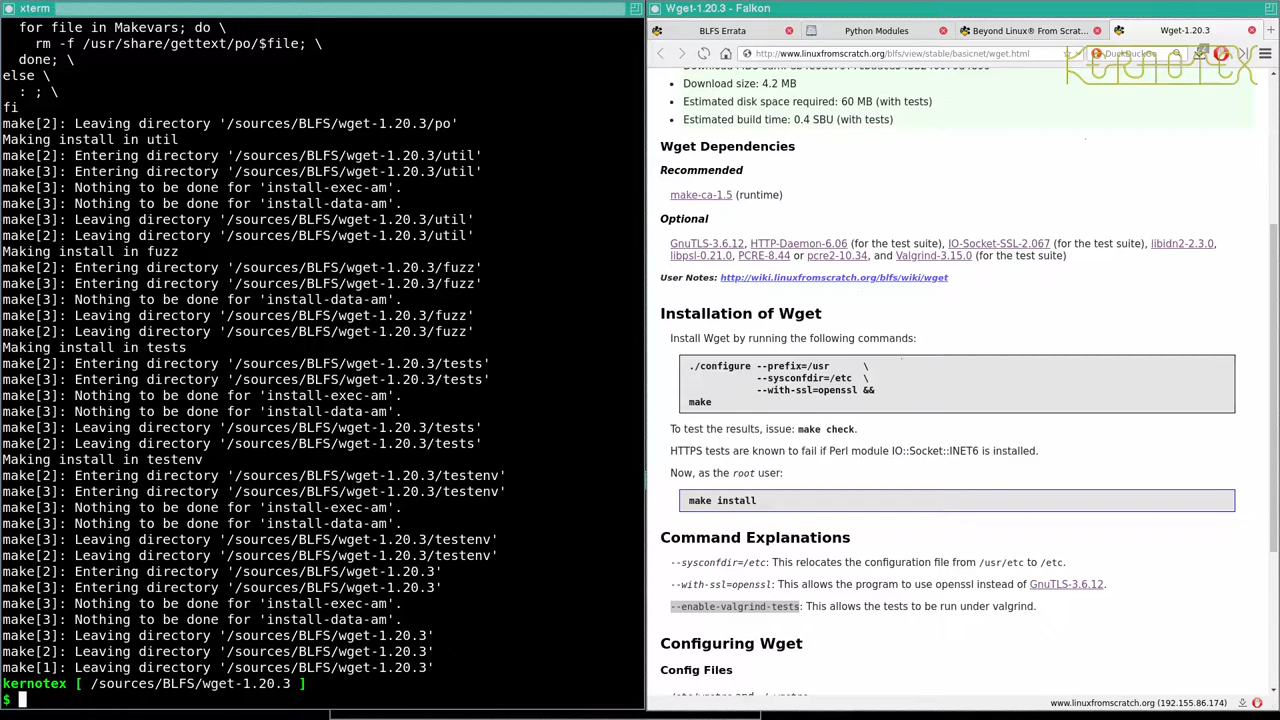 xterm
for file in Makevars; do \
rm -f /usr/share/gettext/po/$file; \
done; \
else \
: ; \
fi
make[2]: Leaving directory '/sources/BLFS/wget-1.20.3/po'
Making install in util
make[2]: Entering directory '/sources/BLFS/wget-1.20.3/util'
make[3]: Entering directory '/sources/BLFS/wget-1.20.3/util'
make[3]: Nothing to be done for 'install-exec-am'.
make[3]: Nothing to be done for 'install-data-am'.
make[3]: Leaving directory '/sources/BLFS/wget-1.20.3/util'
make[2]: Leaving directory '/sources/BLFS/wget-1.20.3/util'
Making install in fuzz
make[2]: Entering directory '/sources/BLFS/wget-1.20.3/fuzz'
make[3]: Entering directory '/sources/BLFS/wget-1.20.3/fuzz'
make[3]: Nothing to be done for 'install-exec-am'.
make[3]: Nothing to be done for 'install-data-am'.
make[3]: Leaving directory '/sources/BLFS/wget-1.20.3/fuzz'
make[2]: Leaving directory '/sources/BLFS/wget-1.20.3/fuzz'
Making install in tests
make[2]: Entering directory '/sources/BLFS/wget-1.20.3/tests'
make[3]: Entering directory '/sources/BLFS/wget-1.20.3/tests'
make[3]: Nothing to be done for 'install-exec-am'.
make[3]: Nothing to be done for 'install-data-am'.
make[3]: Leaving directory '/sources/BLFS/wget-1.20.3/tests'
make[2]: Leaving directory '/sources/BLFS/wget-1.20.3/tests'
Making install in testenv
make[2]: Entering directory '/sources/BLFS/wget-1.20.3/testenv'
make[3]: Entering directory '/sources/BLFS/wget-1.20.3/testenv'
make[3]: Nothing to be done for 'install-exec-am'.
make[3]: Nothing to be done for 'install-data-am'.
make[3]: Leaving directory '/sources/BLFS/wget-1.20.3/testenv'
make[2]: Leaving directory '/sources/BLFS/wget-1.20.3/testenv'
make[2]: Entering directory '/sources/BLFS/wget-1.20.3'
make[3]: Entering directory '/sources/BLFS/wget-1.20.3'
make[3]: Nothing to be done for 'install-exec-am'.
make[3]: Nothing to be done for 'install-data-am'.
make[3]: Leaving directory '/sources/BLFS/wget-1.20.3'
make[2]: Leaving directory '/sources/BLFS/wget-1.20.3'
make[1]: Leaving directory '/sources/BLFS/wget-1.20.3'
kernotex [ /sources/BLFS/wget-1.20.3 ]
$
Wget-1.20.3 - Falkon
BLFS Errata
Python Modules
Beyond Linux® From Scrat...
Wget-1.20.3
http://www.linuxfromscratch.org/blfs/view/stable/basicnet/wget.html
DuckDuckGo
KERNOTEX
Download size: 4.2 MB
Estimated disk space required: 60 MB (with tests)
Estimated build time: 0.4 SBU (with tests)
Wget Dependencies
Recommended
make-ca-1.5 (runtime)
Optional
GnuTLS-3.6.12, HTTP-Daemon-6.06 (for the test suite), IO-Socket-SSL-2.067 (for the test suite), libidn2-2.3.0,
libpsl-0.21.0, PCRE-8.44 or pcre2-10.34, and Valgrind-3.15.0 (for the test suite)
User Notes: http://wiki.linuxfromscratch.org/blfs/wiki/wget
Installation of Wget
Install Wget by running the following commands:
./configure --prefix=/usr \
--sysconfdir=/etc \
--with-ssl=openssl &&
make
To test the results, issue: make check.
HTTPS tests are known to fail if Perl module IO::Socket::INET6 is installed.
Now, as the root user:
make install
Command Explanations
--sysconfdir=/etc: This relocates the configuration file from /usr/etc to /etc.
--with-ssl=openssl: This allows the program to use openssl instead of GnuTLS-3.6.12.
--enable-valgrind-tests: This allows the tests to be run under valgrind.
Configuring Wget
Config Files
www.linuxfromscratch.org (192.155.86.174)